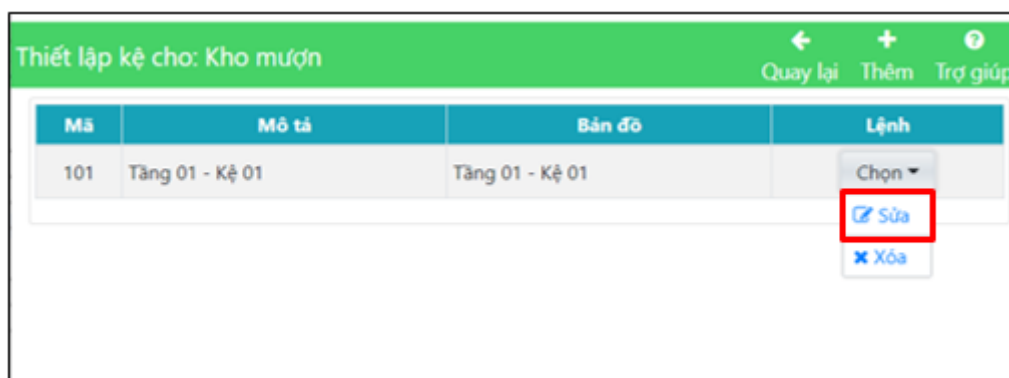 Thiết lập kệ cho: Kho mượn
Quay lại Thêm Trợ giúp
Mã Mô tả Bản đồ Lệnh
101 Tầng 01 - Kệ 01 Tầng 01 - Kệ 01 Chọn
Sửa
Xóa